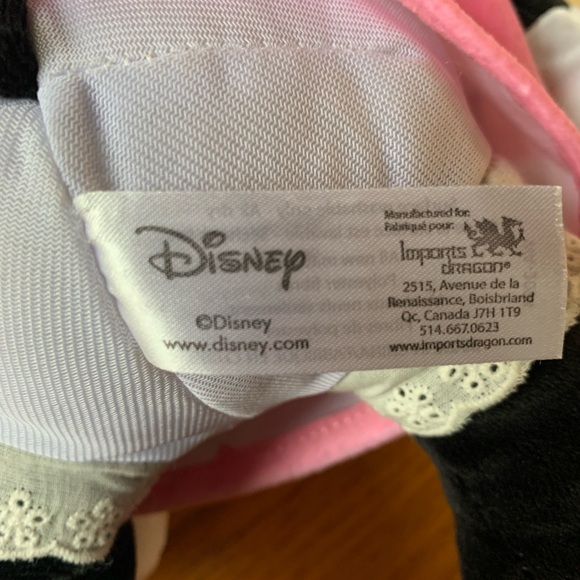 Disney
©Disney
www.disney.com
Manufactured for:
Fabriqué pour:
Imports
DRAGON®
2515, Avenue de la
Renaissance, Boisbriand
Qc, Canada J7H 1T9
514.667.0623
www.importsdragon.com